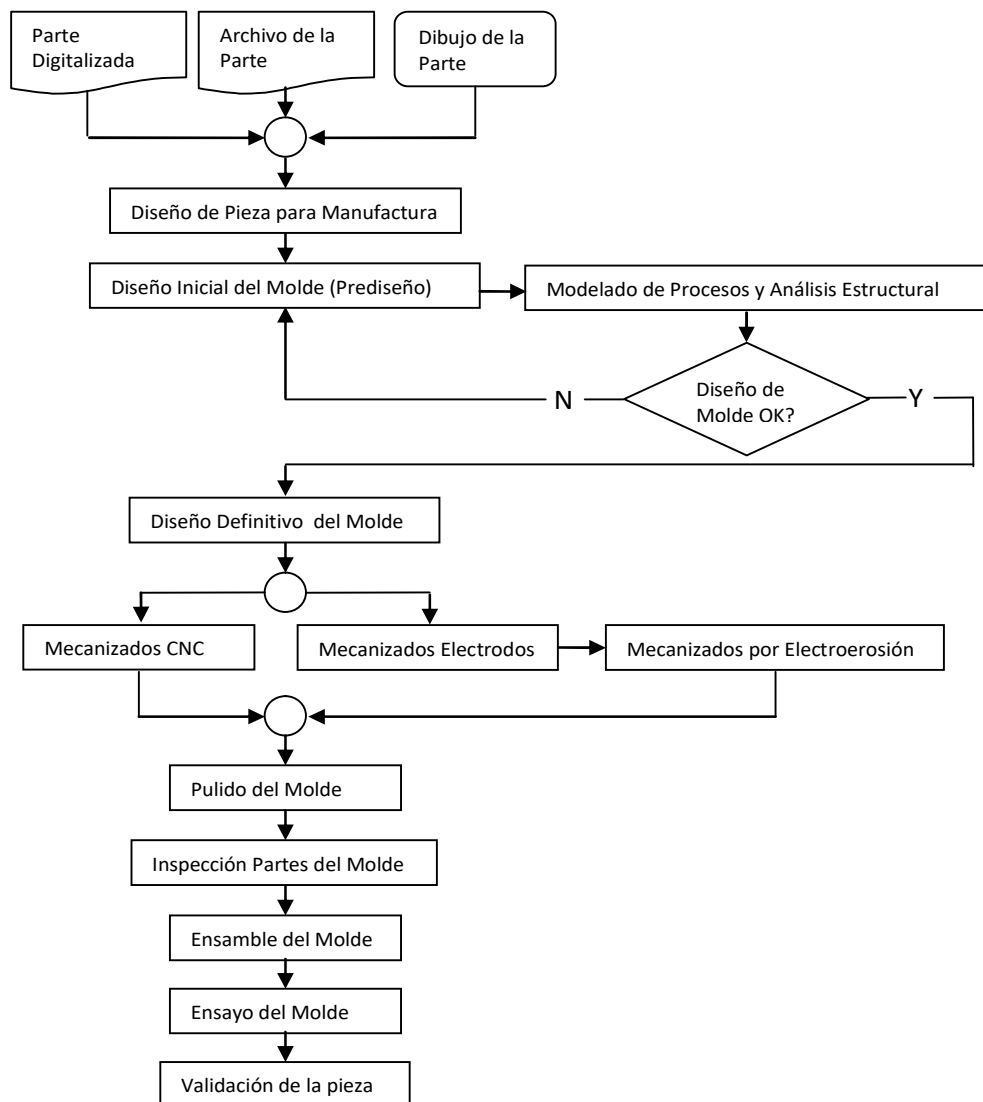 Parte
Digitalizada
Archivo de la
Parte
Dibujo de la
Parte
Diseño de Pieza para Manufactura
Diseño Inicial del Molde (Prediseño)
Modelado de Procesos y Análisis Estructural
Diseño de
Molde OK?
N
Y
Diseño Definitivo del Molde
Mecanizados CNC
Mecanizados Electrodos
Mecanizados por Electroerosión
Pulido del Molde
Inspección Partes del Molde
Ensamble del Molde
Ensayo del Molde
Validación de la pieza